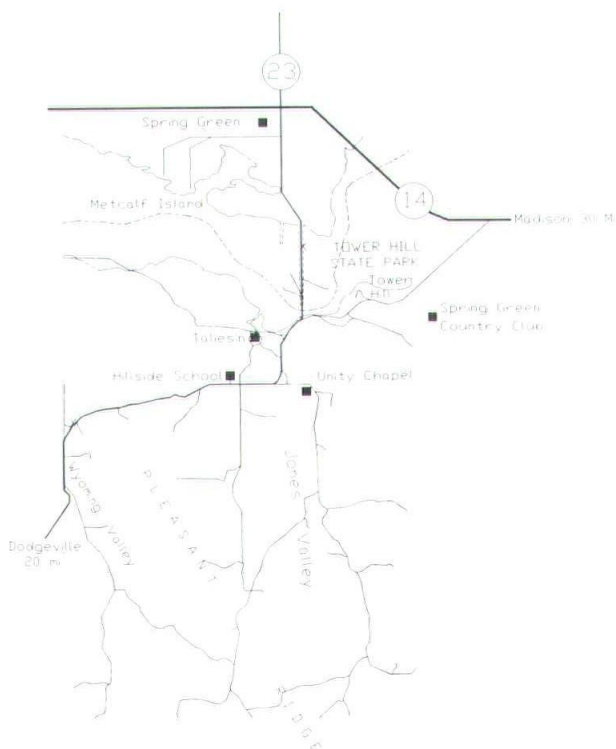 23
Spring Green
14
Metcalf Island
Madison 30 Mi
TOWER HILL
STATE PARK
Tower
Hill
Spring Green
Country Club
Taliesin
Hillside School
Unity Chapel
Wyoming Valley
PLEASANT
Jones Valley
Dodgeville
20 mi
RIDGE